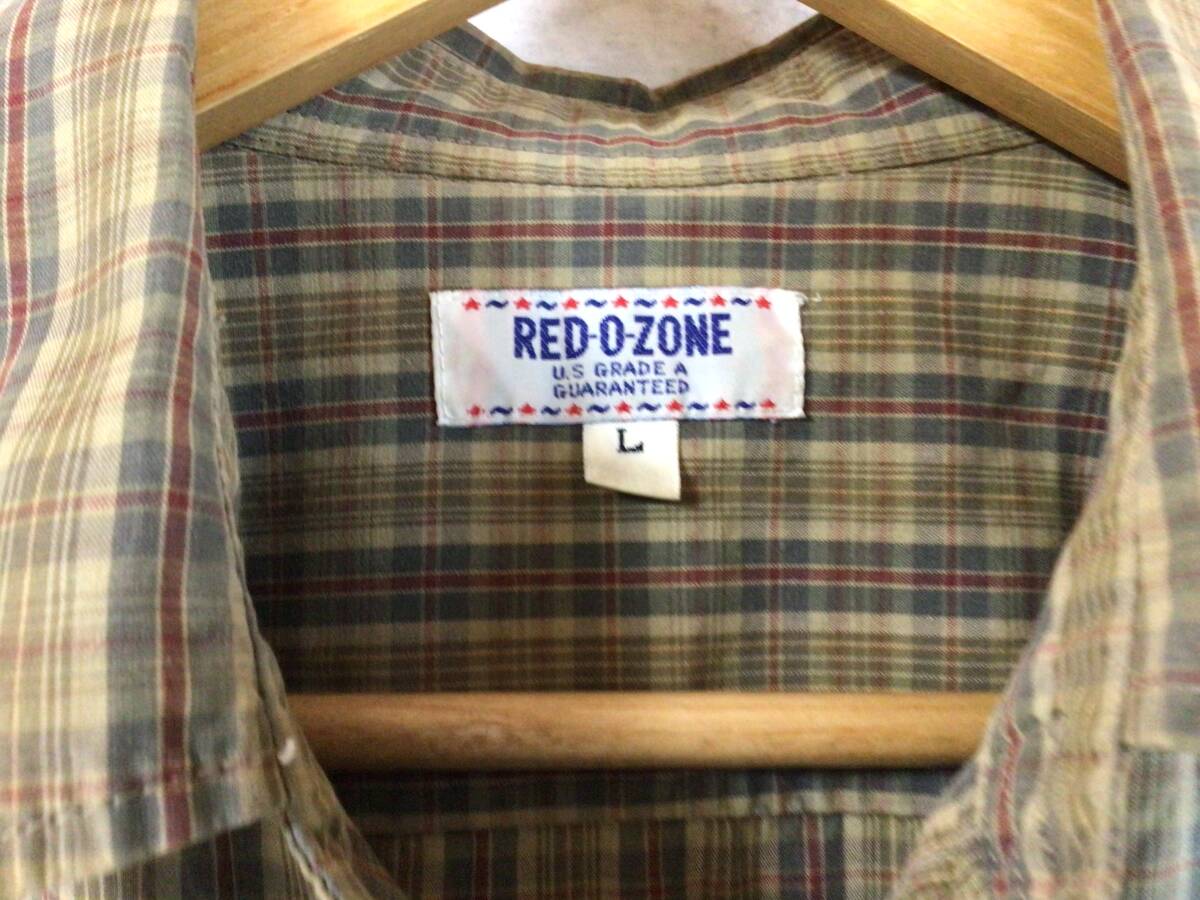 RED-O-ZONE
U.S GRADE A
GUARANTEED
L